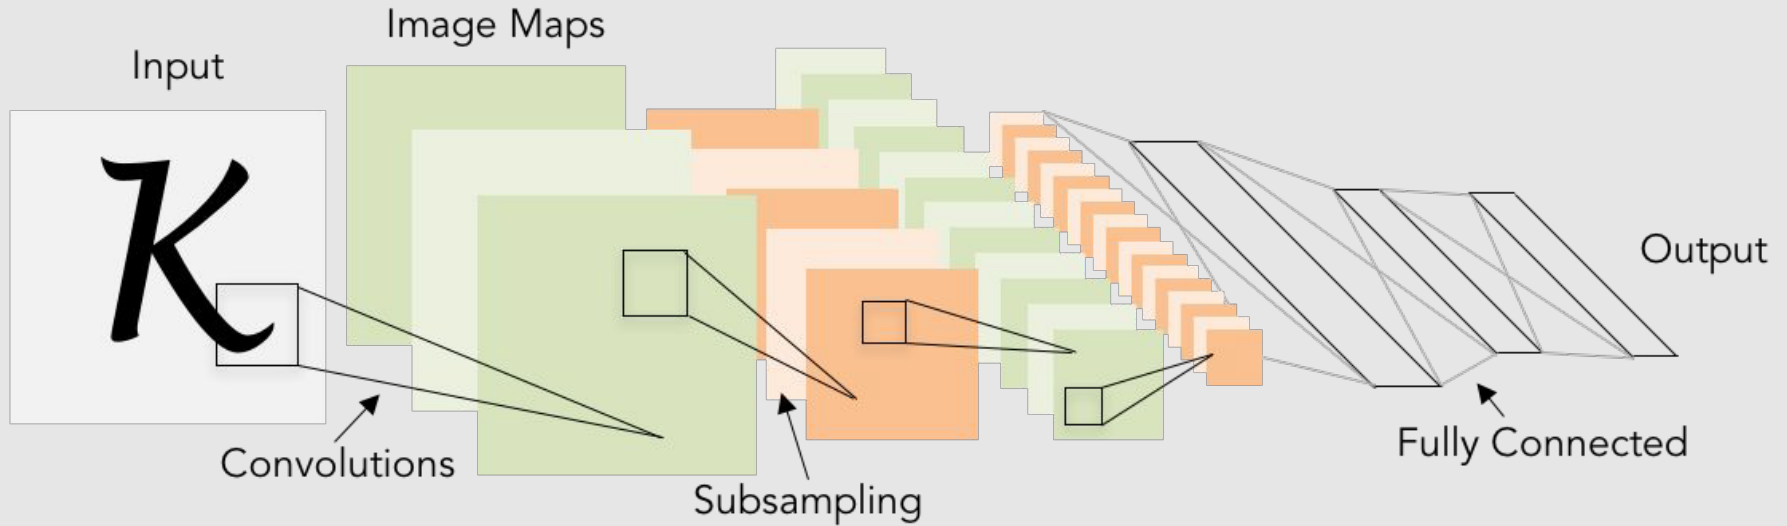 Image Maps
Input
K
Output
Convolutions
Fully Connected
Subsampling